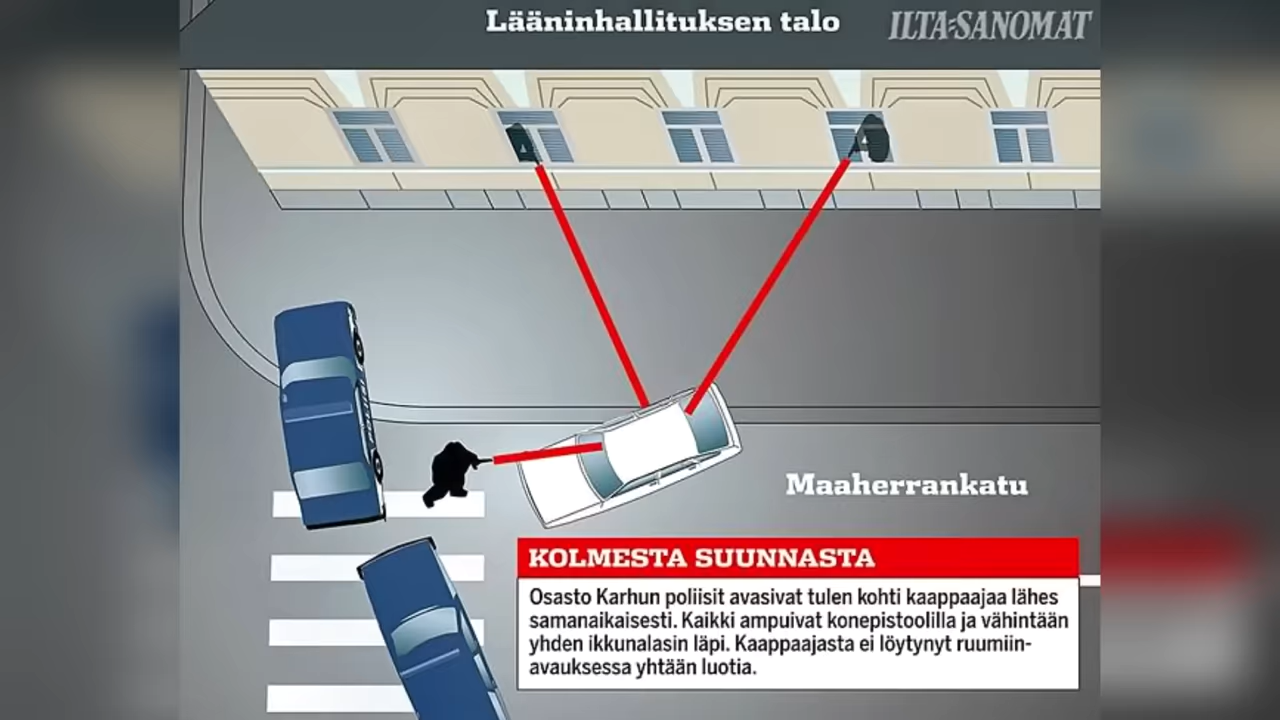 Lääninhallituksen talo
ILTA-SANOMAT
Maaherrankatu
KOLMESTA SUUNNASTA
Osasto Karhun poliisit avasivat tulen kohti kaappaajaa lähes
samanaikaisesti. Kaikki ampuivat konepistoolilla ja vähintään
yhden ikkunalasin läpi. Kaappaajasta ei löytynyt ruumiin-
avauksessa yhtään luotia.